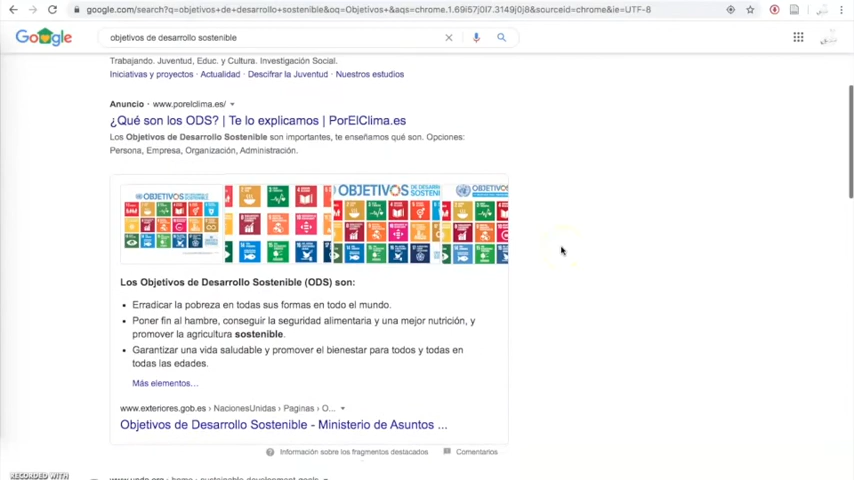 google.com/search?q=objetivos+de+desarrollo+sostenible&oq=Objetivos+&aqs=chrome.1.69i57j0l7.3149j0j8&sourceid=chrome&ie=UTF-8
Google
objetivos de desarrollo sostenible
Trabajando. Juventud, Educ. y Cultura. Investigación Social.
Iniciativas y proyectos · Actualidad · Descifrar la Juventud · Nuestros estudios
Anuncio · www.porelclima.es/
¿Qué son los ODS? | Te lo explicamos | PorElClima.es
Los Objetivos de Desarrollo Sostenible son importantes, te enseñamos qué son. Opciones:
Persona, Empresa, Organización, Administración.
OBJETIVOS
OBJETIVOS
OBJETIVOS
Los Objetivos de Desarrollo Sostenible (ODS) son:
Erradicar la pobreza en todas sus formas en todo el mundo.
Poner fin al hambre, conseguir la seguridad alimentaria y una mejor nutrición, y
promover la agricultura sostenible.
Garantizar una vida saludable y promover el bienestar para todos y todas en
todas las edades.
Más elementos…
www.exteriores.gob.es › NacionesUnidas › Paginas › O...
Objetivos de Desarrollo Sostenible - Ministerio de Asuntos ...
Información sobre los fragmentos destacados
Comentarios
RECORDED WITH